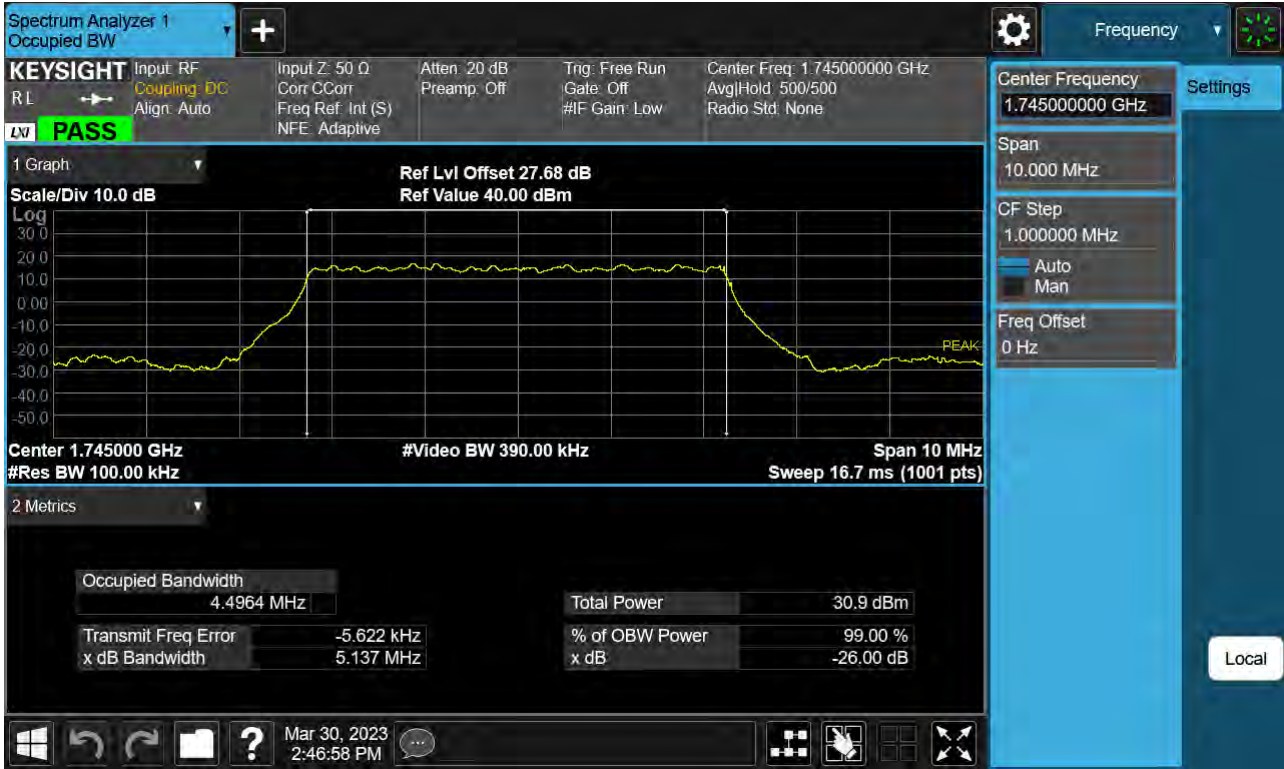 Spectrum Analyzer 1
Occupied BW
Frequency
KEYSIGHT
R L
LXI
PASS
Input: RF
Coupling: DC
Align: Auto
Input Z: 50 Ω
Corr CCorr
Freq Ref: Int (S)
NFE: Adaptive
Atten: 20 dB
Preamp: Off
Trig: Free Run
Gate: Off
#IF Gain: Low
Center Freq: 1.745000000 GHz
Avg|Hold: 500/500
Radio Std: None
Center Frequency
1.745000000 GHz
Settings
Span
10.000 MHz
CF Step
1.000000 MHz
Auto
Man
Freq Offset
0 Hz
1 Graph
Ref Lvl Offset 27.68 dB
Scale/Div 10.0 dB
Ref Value 40.00 dBm
Log
30.0
20.0
10.0
0.00
-10.0
-20.0
-30.0
-40.0
-50.0
PEAK
Center 1.745000 GHz
#Video BW 390.00 kHz
Span 10 MHz
#Res BW 100.00 kHz
Sweep 16.7 ms (1001 pts)
2 Metrics
Occupied Bandwidth
4.4964 MHz
Total Power 30.9 dBm
Transmit Freq Error -5.622 kHz
% of OBW Power 99.00 %
x dB Bandwidth 5.137 MHz
x dB -26.00 dB
Local
?
Mar 30, 2023
2:46:58 PM